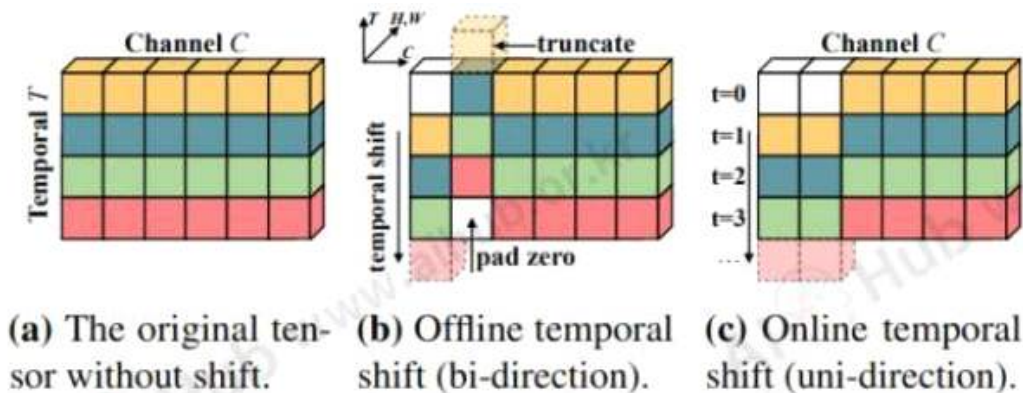 Channel C
Temporal T
T
H,W
C
truncate
temporal shift
pad zero
Channel C
t=0
t=1
t=2
t=3
...
(a) The original ten-
sor without shift.
(b) Offline temporal
shift (bi-direction).
(c) Online temporal
shift (uni-direction).